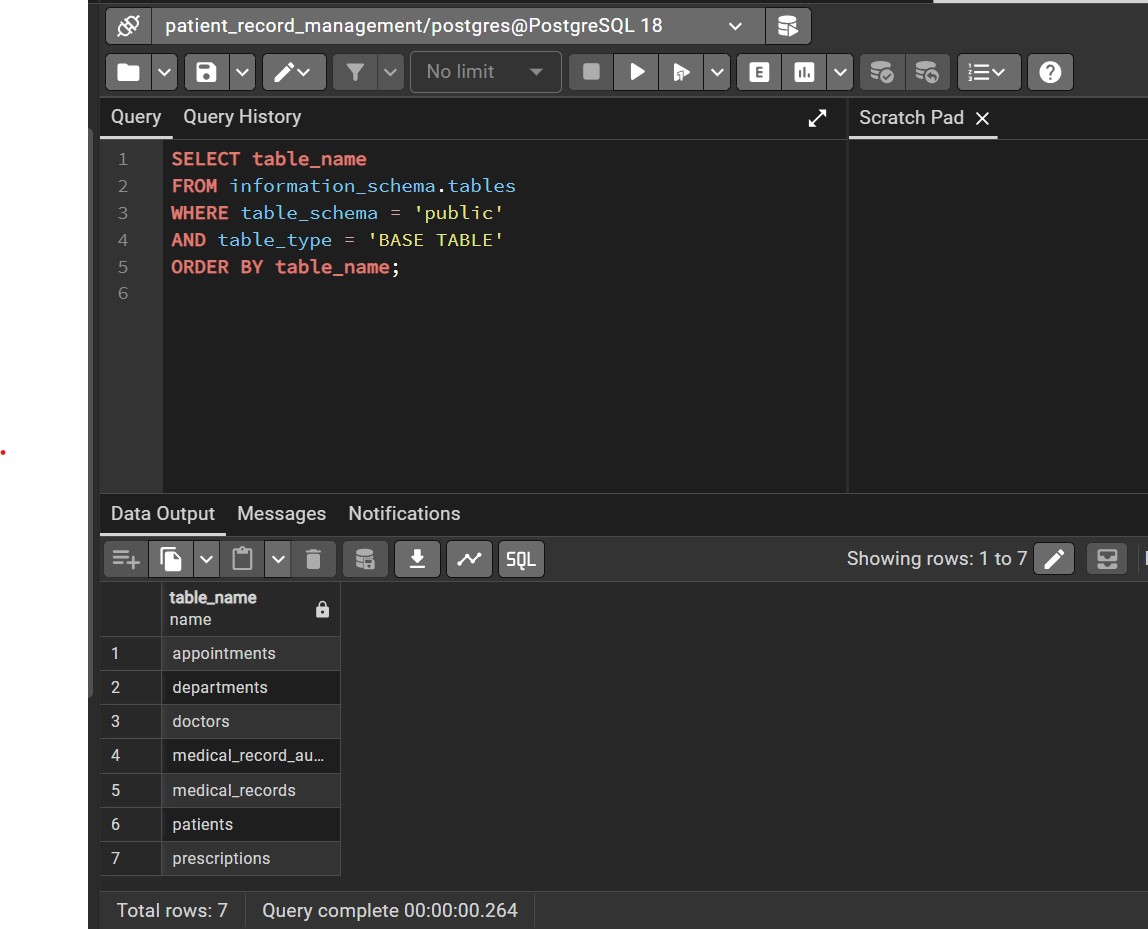 patient_record_management/postgres@PostgreSQL 18
No limit
E
Query Query History
Scratch Pad
1 SELECT table_name
2 FROM information_schema.tables
3 WHERE table_schema = 'public'
4 AND table_type = 'BASE TABLE'
5 ORDER BY table_name;
6
Data Output Messages Notifications
SQL
Showing rows: 1 to 7
table_name
name
1 appointments
2 departments
3 doctors
4 medical_record_au...
5 medical_records
6 patients
7 prescriptions
Total rows: 7 Query complete 00:00:00.264